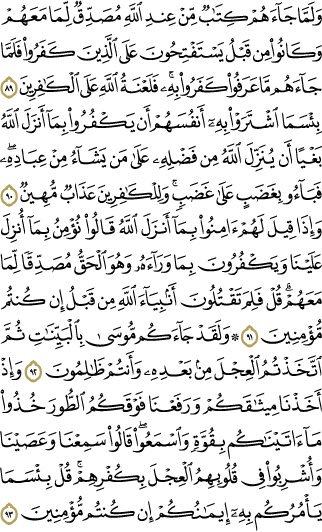 وَلَمَّا جَآءَهُمْ كِتَٰبٌ مِّنْ عِندِ ٱللَّهِ مُصَدِّقٌ لِّمَا مَعَهُمْ
وَكَانُوا۟ مِن قَبْلُ يَسْتَفْتِحُونَ عَلَى ٱلَّذِينَ كَفَرُوا۟ فَلَمَّا
جَآءَهُم مَّا عَرَفُوا۟ كَفَرُوا۟ بِهِۦۚ فَلَعْنَةُ ٱللَّهِ عَلَى ٱلْكَٰفِرِينَ ٨٩
بِئْسَمَا ٱشْتَرَوْا۟ بِهِۦٓ أَنفُسَهُمْ أَن يَكْفُرُوا۟ بِمَآ أَنزَلَ ٱللَّهُ
بَغْيًا أَن يُنَزِّلَ ٱللَّهُ مِن فَضْلِهِۦ عَلَىٰ مَن يَشَآءُ مِنْ عِبَادِهِۦۖ
فَبَآءُو بِغَضَبٍ عَلَىٰ غَضَبٍۚ وَلِلْكَٰفِرِينَ عَذَابٌ مُّهِينٌ ٩٠
وَإِذَا قِيلَ لَهُمْ ءَامِنُوا۟ بِمَآ أَنزَلَ ٱللَّهُ قَالُوا۟ نُؤْمِنُ بِمَآ أُنزِلَ
عَلَيْنَا وَيَكْفُرُونَ بِمَا وَرَآءَهُۥ وَهُوَ ٱلْحَقُّ مُصَدِّقًا لِّمَا
مَعَهُمْۗ قُلْ فَلِمَ تَقْتُلُونَ أَنۢبِيَآءَ ٱللَّهِ مِن قَبْلُ إِن كُنتُم
مُّؤْمِنِينَ ٩١ ۞ وَلَقَدْ جَآءَكُم مُّوسَىٰ بِٱلْبَيِّنَٰتِ ثُمَّ
ٱتَّخَذْتُمُ ٱلْعِجْلَ مِنۢ بَعْدِهِۦ وَأَنتُمْ ظَٰلِمُونَ ٩٢ وَإِذْ
أَخَذْنَا مِيثَٰقَكُمْ وَرَفَعْنَا فَوْقَكُمُ ٱلطُّورَ خُذُوا۟
مَآ ءَاتَيْنَٰكُم بِقُوَّةٍ وَٱسْمَعُوا۟ۖ قَالُوا۟ سَمِعْنَا وَعَصَيْنَا
وَأُشْرِبُوا۟ فِى قُلُوبِهِمُ ٱلْعِجْلَ بِكُفْرِهِمْۚ قُلْ بِئْسَمَا
يَأْمُرُكُم بِهِۦٓ إِيمَٰنُكُمْ إِن كُنتُم مُّؤْمِنِينَ ٩٣